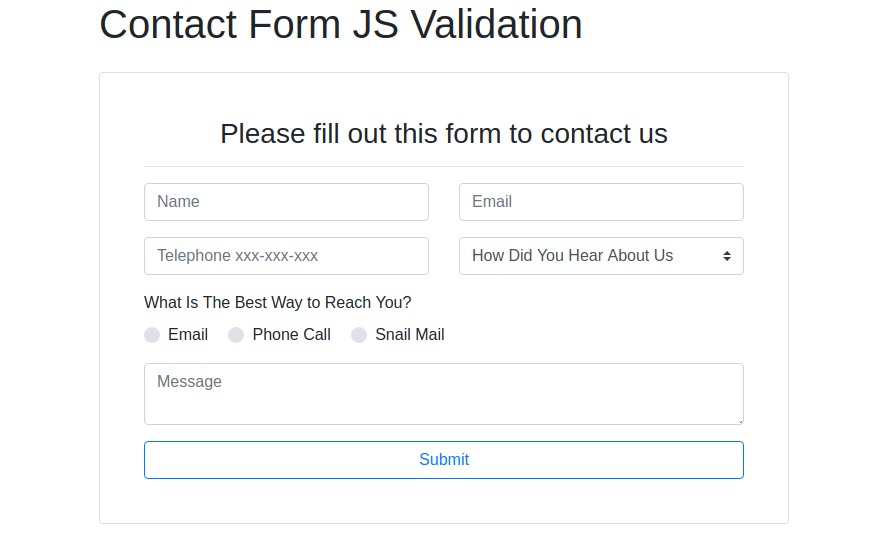 Contact Form JS Validation
Please fill out this form to contact us
Name
Email
Telephone xxx-xxx-xxx
How Did You Hear About Us
What Is The Best Way to Reach You?
Email Phone Call Snail Mail
Message
Submit